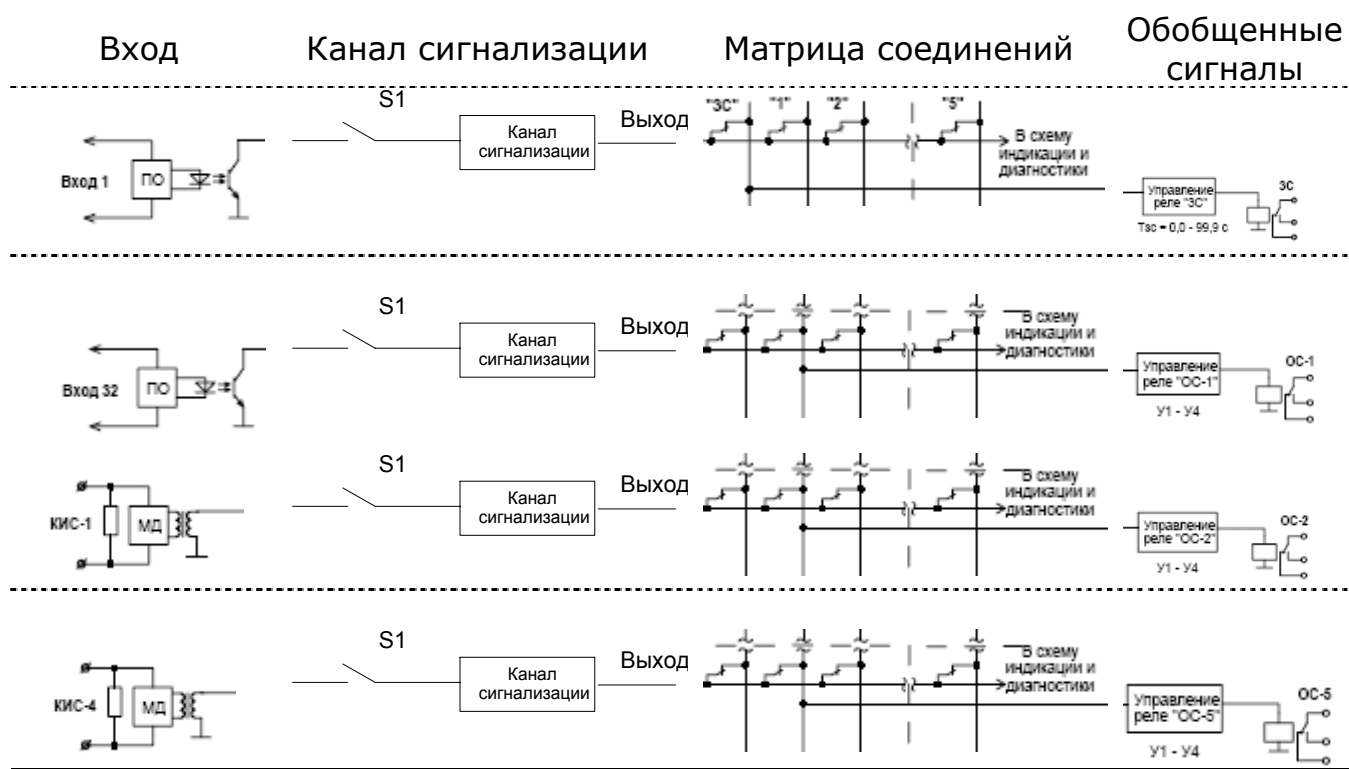 Вход
Канал сигнализации
Матрица соединений
Обобщенные
сигналы
S1
Канал
сигнализации
Выход
"ЗС" "1" "2" "5"
В схему
индикации и
диагностики
Вход 1
ПО
Управление
реле "ЗС"
Tзс = 0,0 - 99,9 с
ЗС
S1
Канал
сигнализации
Выход
В схему
индикации и
диагностики
Вход 32
ПО
Управление
реле "ОС-1"
У1 - У4
ОС-1
S1
Канал
сигнализации
Выход
В схему
индикации и
диагностики
КИС-1
МД
Управление
реле "ОС-2"
У1 - У4
ОС-2
S1
Канал
сигнализации
Выход
В схему
индикации и
диагностики
КИС-4
МД
Управление
реле "ОС-5"
У1 - У4
ОС-5